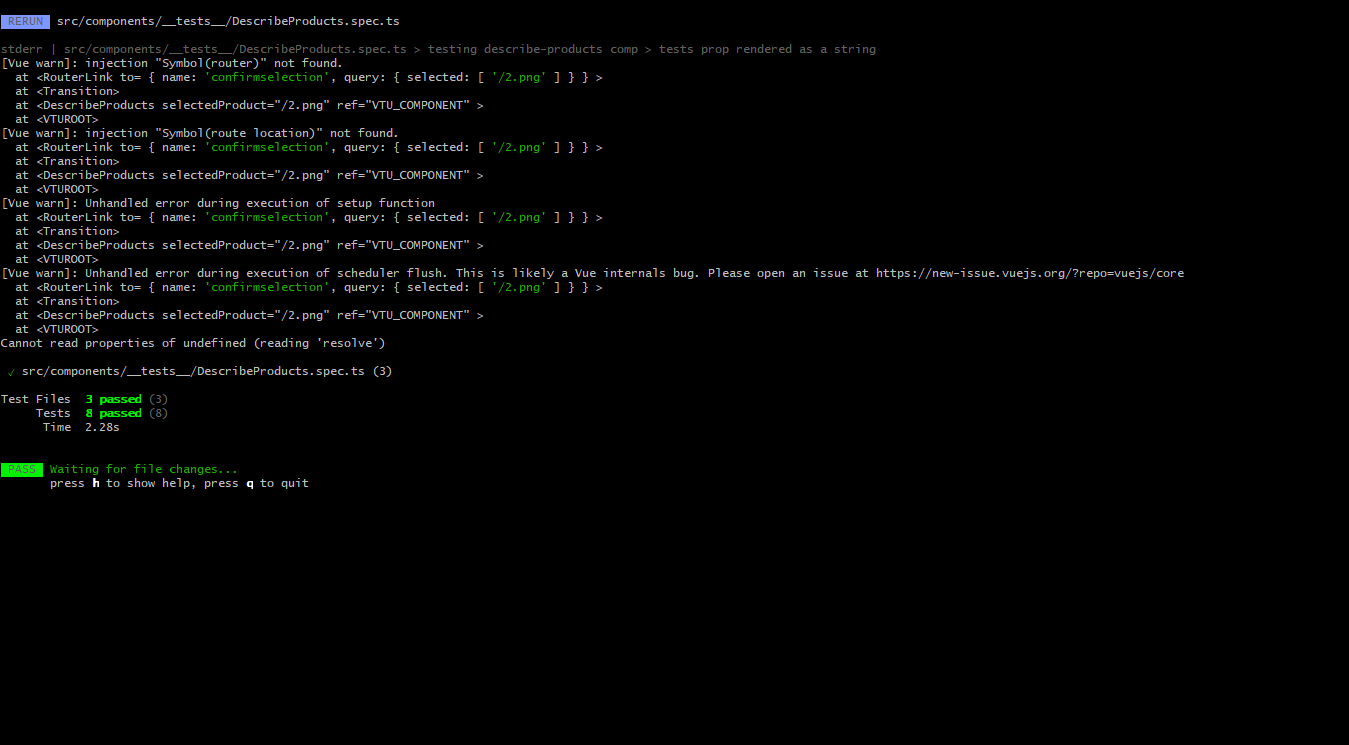 RERUN src/components/__tests__/DescribeProducts.spec.ts
stderr | src/components/__tests__/DescribeProducts.spec.ts > testing describe-products comp > tests prop rendered as a string
[Vue warn]: injection "Symbol(router)" not found.
at <RouterLink to= { name: 'confirmselection', query: { selected: [ '/2.png' ] } } >
at <Transition>
at <DescribeProducts selectedProduct="/2.png" ref="VTU_COMPONENT" >
at <VTUROOT>
[Vue warn]: injection "Symbol(route location)" not found.
at <RouterLink to= { name: 'confirmselection', query: { selected: [ '/2.png' ] } } >
at <Transition>
at <DescribeProducts selectedProduct="/2.png" ref="VTU_COMPONENT" >
at <VTUROOT>
[Vue warn]: Unhandled error during execution of setup function
at <RouterLink to= { name: 'confirmselection', query: { selected: [ '/2.png' ] } } >
at <Transition>
at <DescribeProducts selectedProduct="/2.png" ref="VTU_COMPONENT" >
at <VTUROOT>
[Vue warn]: Unhandled error during execution of scheduler flush. This is likely a Vue internals bug. Please open an issue at https://new-issue.vuejs.org/?repo=vuejs/core
at <RouterLink to= { name: 'confirmselection', query: { selected: [ '/2.png' ] } } >
at <Transition>
at <DescribeProducts selectedProduct="/2.png" ref="VTU_COMPONENT" >
at <VTUROOT>
Cannot read properties of undefined (reading 'resolve')
✓ src/components/__tests__/DescribeProducts.spec.ts (3)
Test Files 3 passed (3)
Tests 8 passed (8)
Time 2.28s
PASS Waiting for file changes...
press h to show help, press q to quit